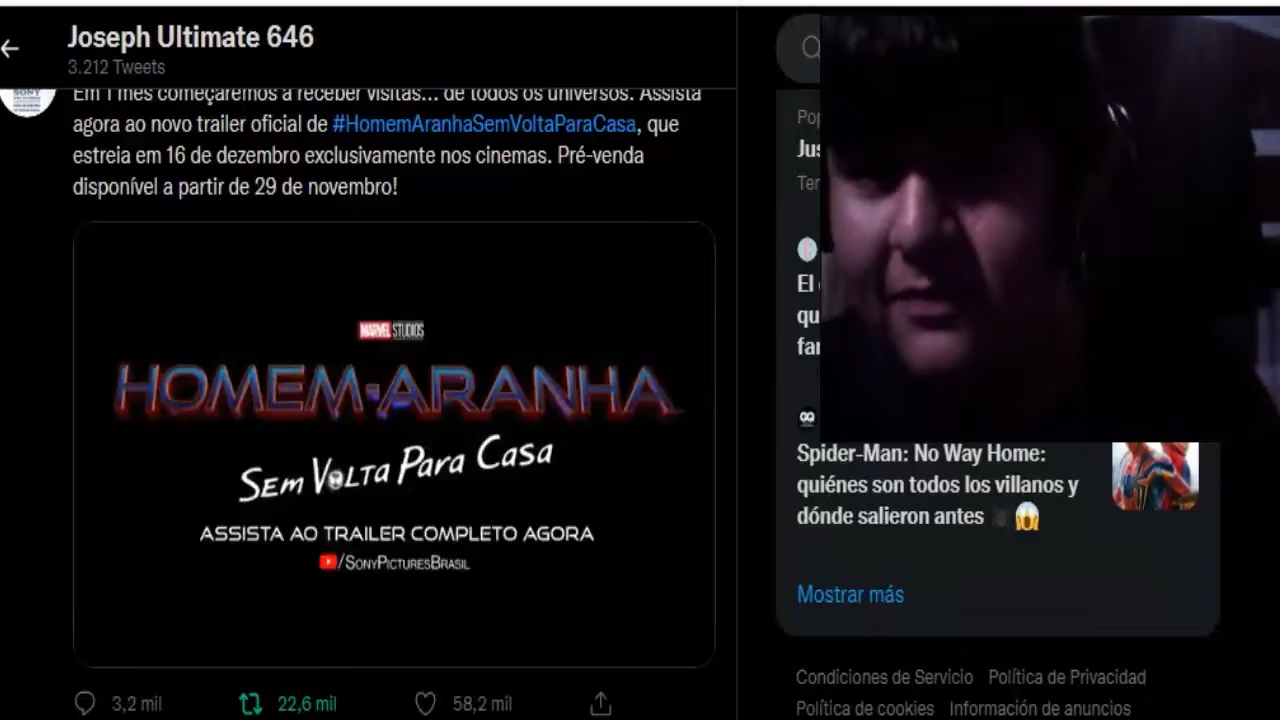 Joseph Ultimate 646
3.212 Tweets
Em 1 mês começaremos a receber visitas... de todos os universos. Assista
agora ao novo trailer oficial de #HomemAranhaSemVoltaParaCasa, que
estreia em 16 de dezembro exclusivamente nos cinemas. Pré-venda
disponível a partir de 29 de novembro!
MARVEL STUDIOS
HOMEM-ARANHA
SEM VOLTA PARA CASA
ASSISTA AO TRAILER COMPLETO AGORA
/SONYPICTURESBRASIL
3,2 mil
22,6 mil
58,2 mil
SONY
El
Spider-Man: No Way Home:
quiénes son todos los villanos y
dónde salieron antes
Mostrar más
Condiciones de Servicio Política de Privacidad
Política de cookies Información de anuncios